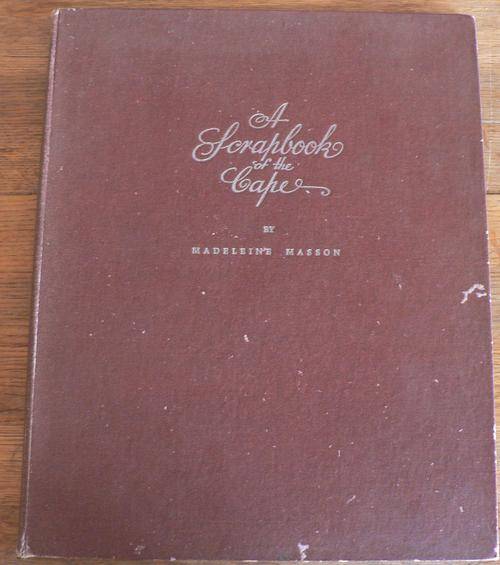 A
Scrapbook
of the
Cape
BY
MADELEINE MASSON